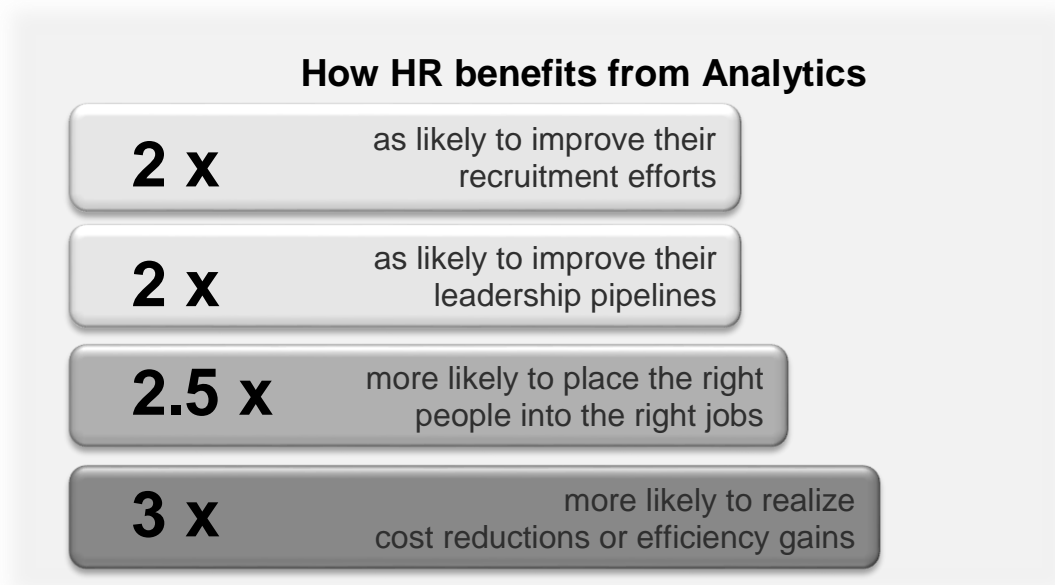 How HR benefits from Analytics
2 x
as likely to improve their
recruitment efforts
2 x
as likely to improve their
leadership pipelines
2.5 x
more likely to place the right
people into the right jobs
3 x
more likely to realize
cost reductions or efficiency gains